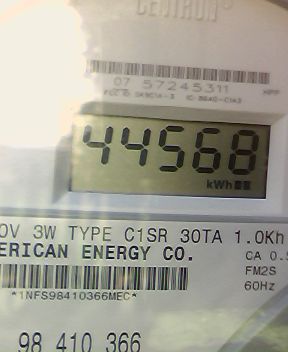 CENTRON
07 57245311
44568
kWh
0V 3W TYPE C1SR 30TA 1.0Kh
ERICAN ENERGY CO.
CA 0.5
FM2S
60Hz
*1NFS98410366MEC*
98 410 366